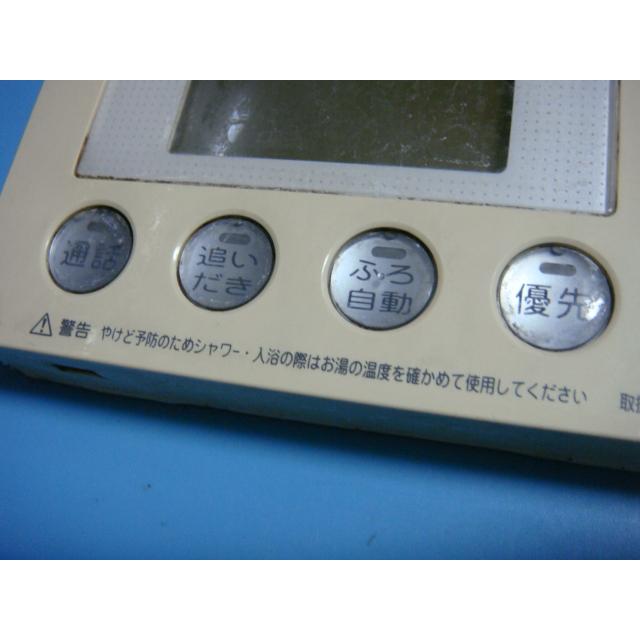 通話
追い
だき
ふろ
自動
優先
⚠ 警告 やけど予防のためシャワー・入浴の際はお湯の温度を確かめて使用してください
取扱